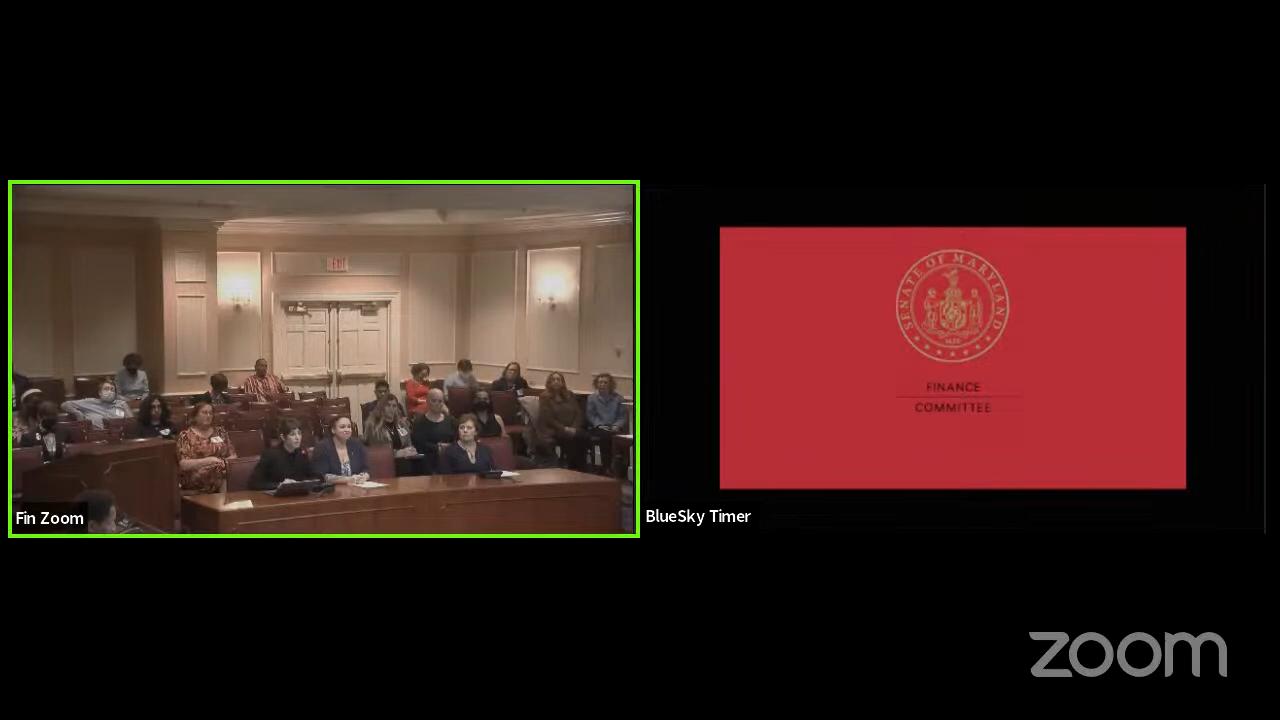 EXIT
Fin Zoom
SENATE OF MARYLAND
FINANCE
COMMITTEE
BlueSky Timer
zoom